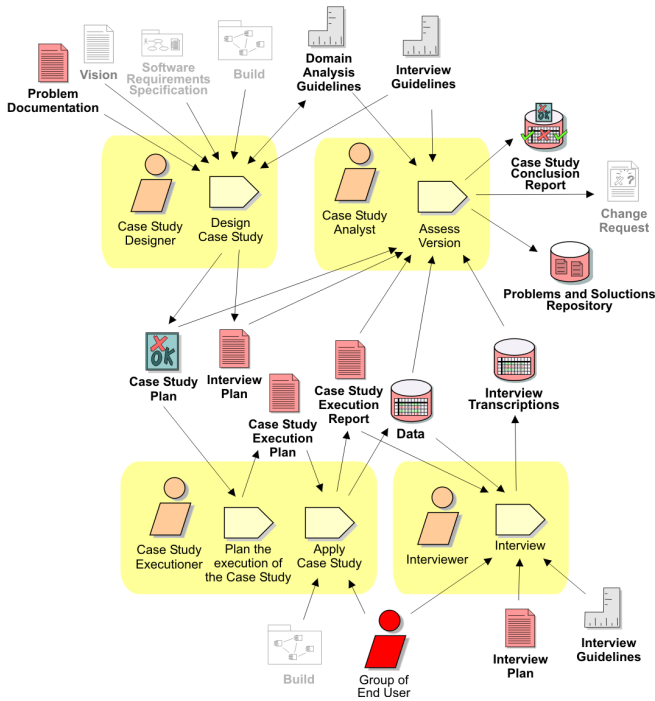 Problem
Documentation
Vision
Software
Requirements
Specification
Build
Domain
Analysis
Guidelines
Interview
Guidelines
Case Study
Designer
Design
Case Study
Case Study
Analyst
Assess
Version
Case Study
Conclusion
Report
Change
Request
Problems and Soluctions
Repository
OK
Case Study
Plan
Interview
Plan
Case Study
Execution
Plan
Case Study
Execution
Report
Data
Interview
Transcriptions
Case Study
Executioner
Plan the
execution of
the Case Study
Apply
Case Study
Interviewer
Interview
Build
Group of
End User
Interview
Plan
Interview
Guidelines